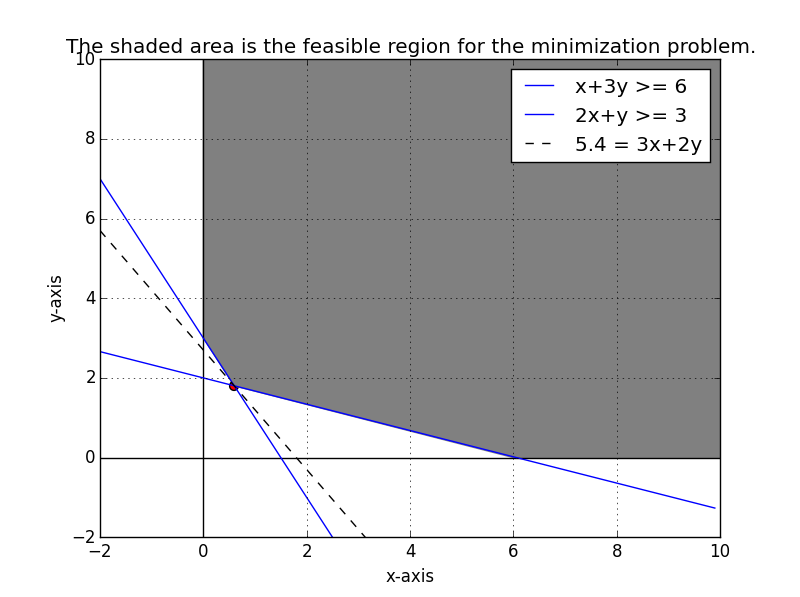 The shaded area is the feasible region for the minimization problem.
x+3y >= 6
2x+y >= 3
5.4 = 3x+2y
10
8
6
4
2
0
−2
y-axis
−2
0
2
4
6
8
10
x-axis